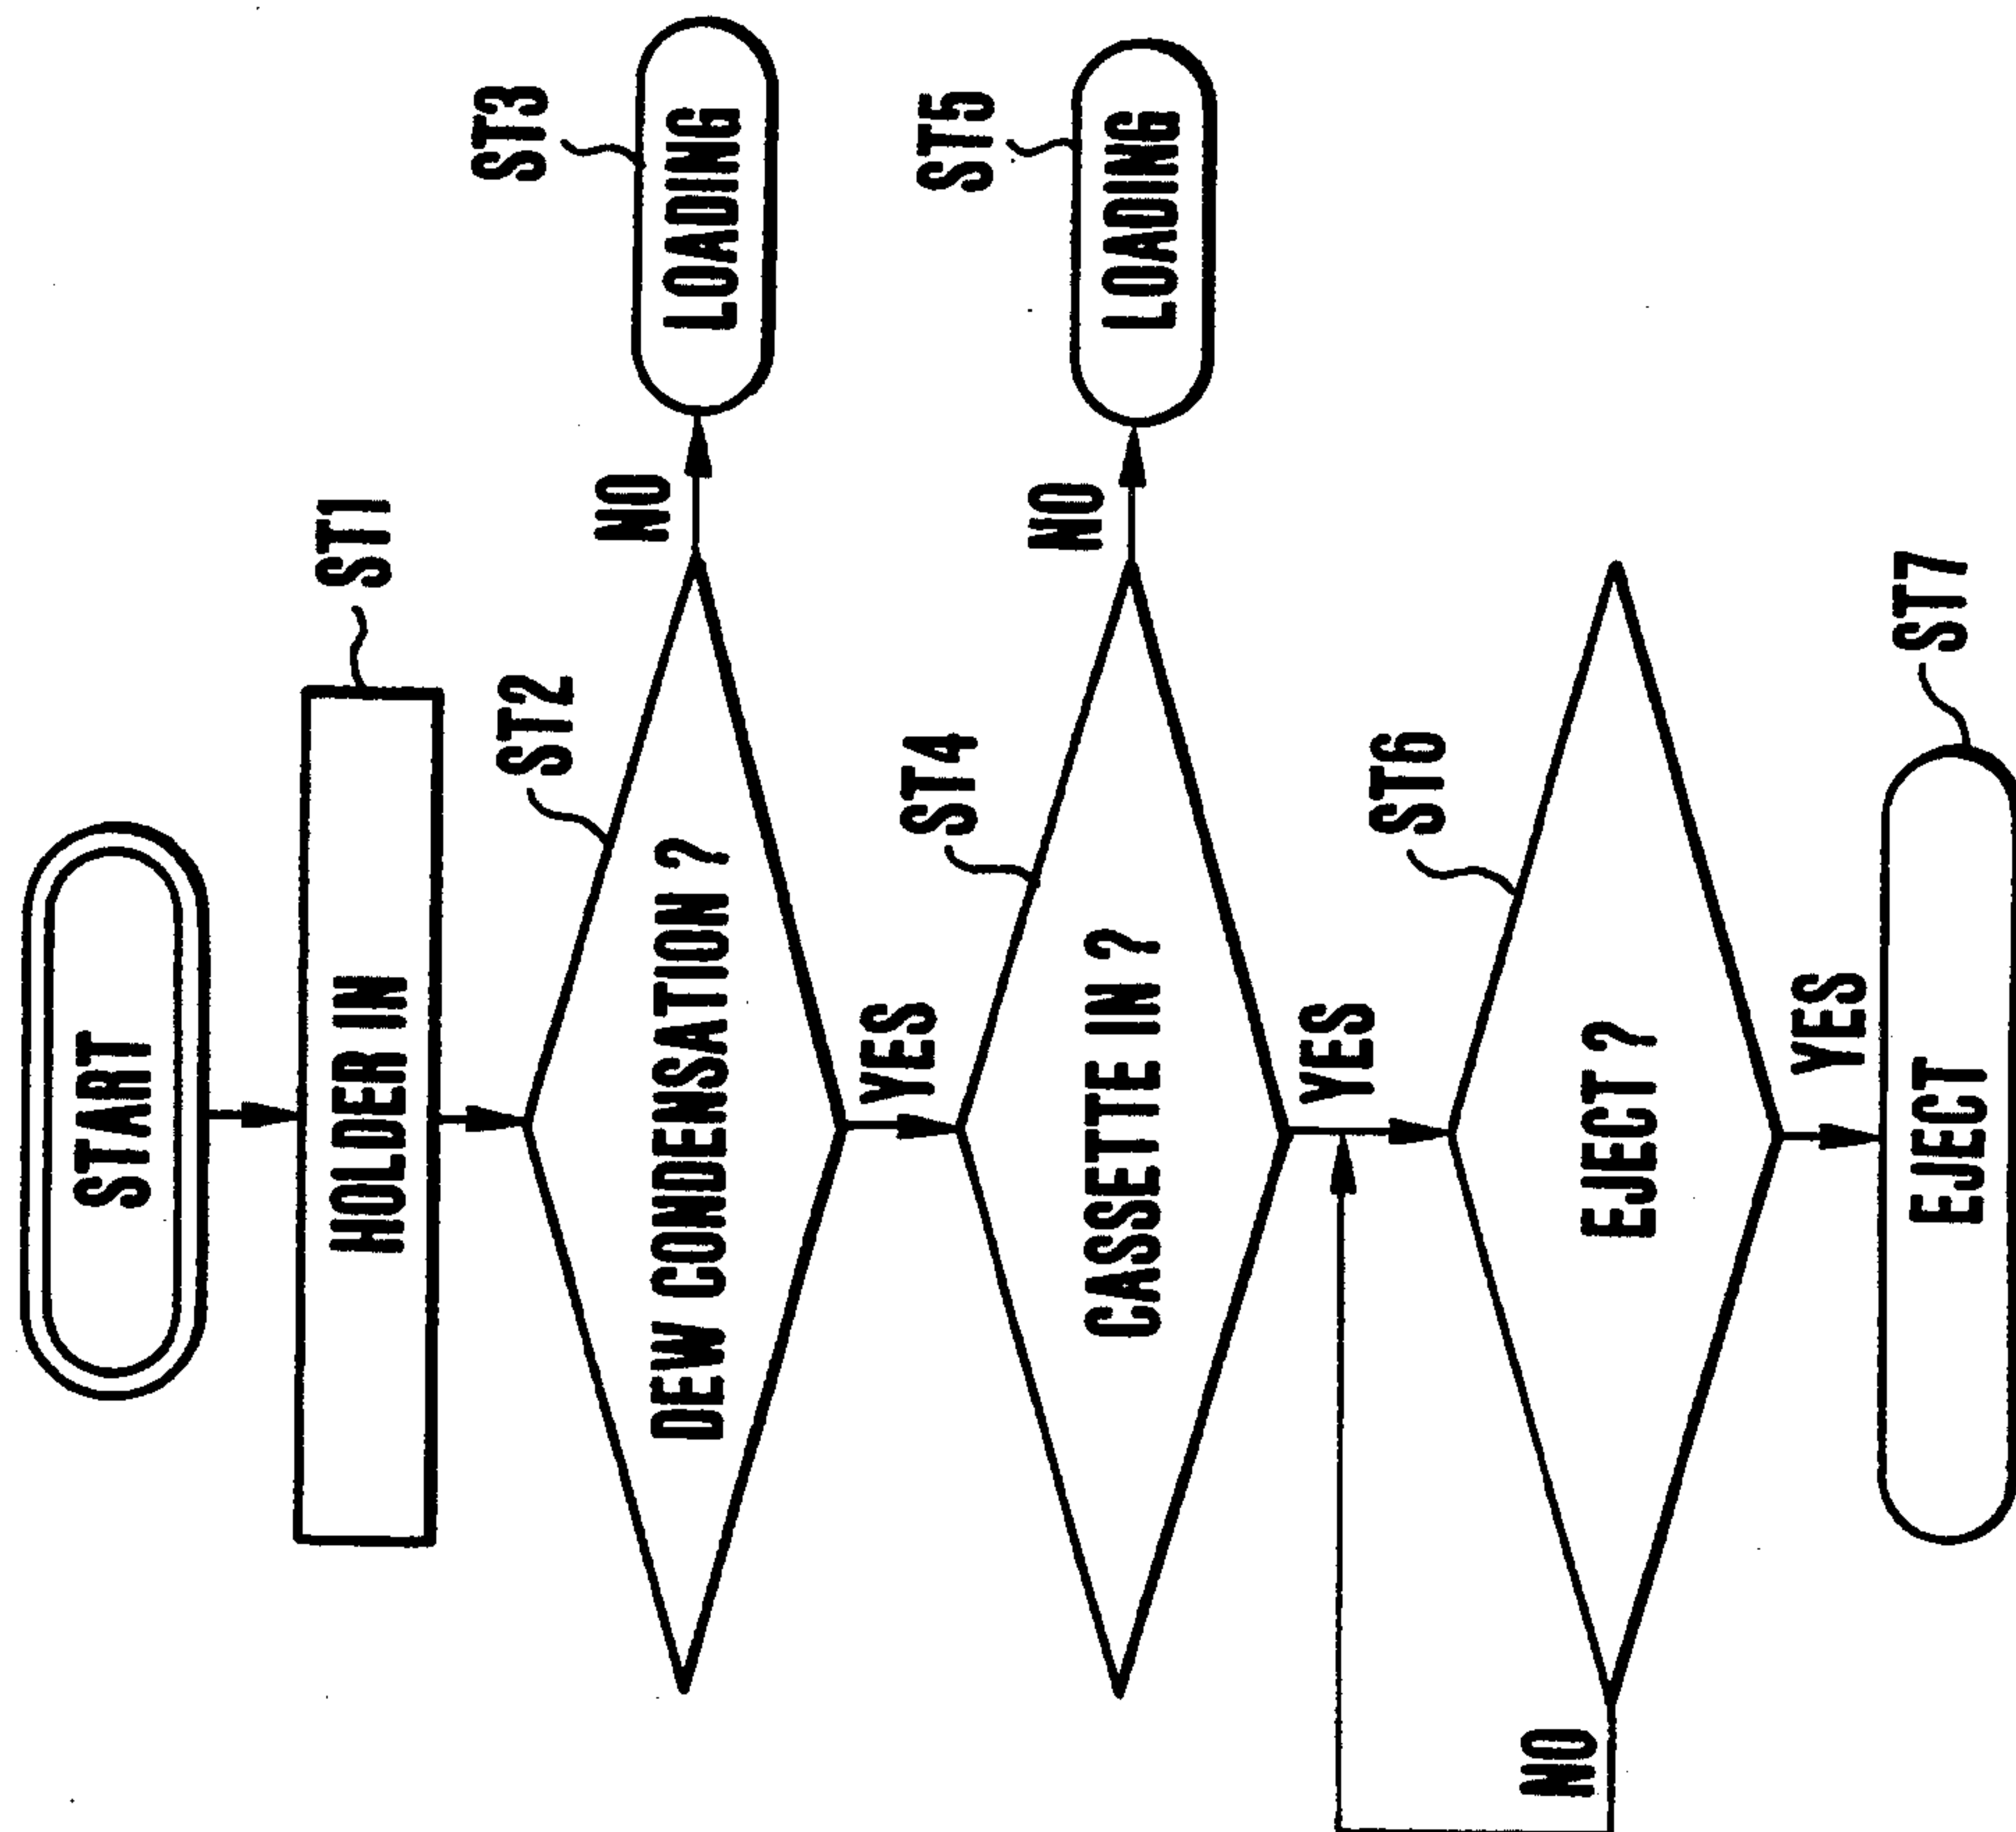 START
HOLDER IN
ST1
DEW CONDENSATION ?
ST2
NO
LOADING
ST3
YES
CASSETTE IN ?
ST4
NO
LOADING
ST5
YES
EJECT ?
ST6
NO
YES
EJECT
ST7